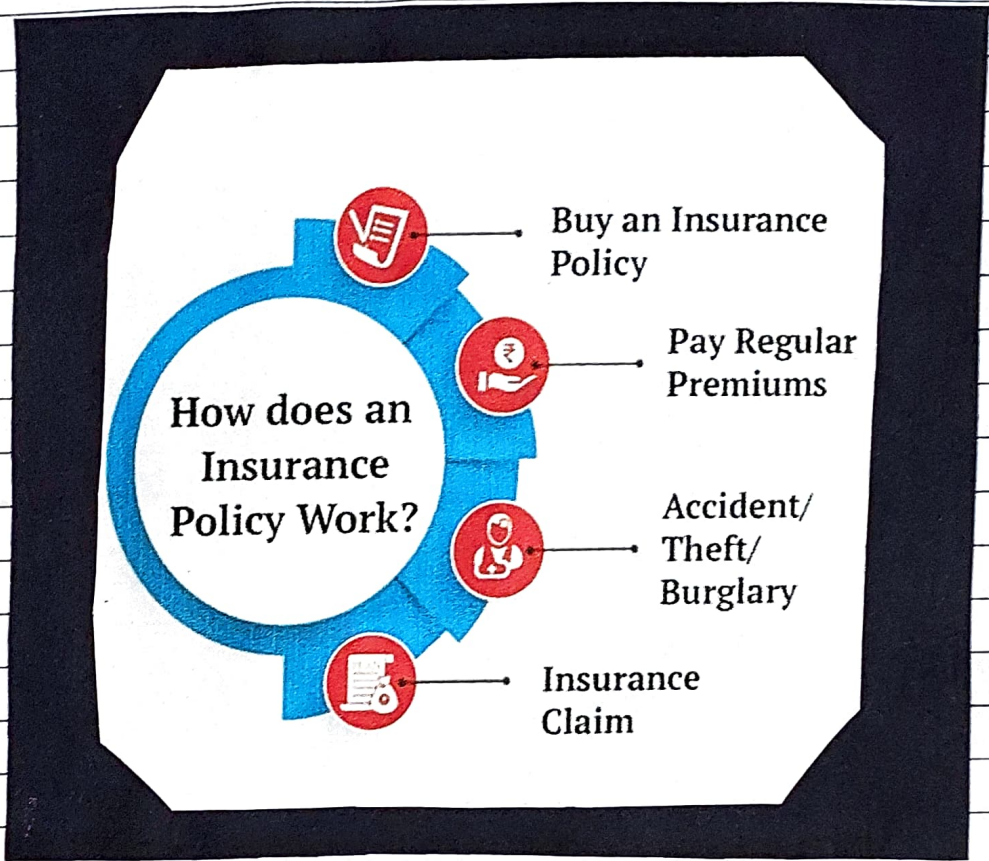 How does an
Insurance
Policy Work?
Buy an Insurance
Policy
₹
Pay Regular
Premiums
Accident/
Theft/
Burglary
Insurance
Claim